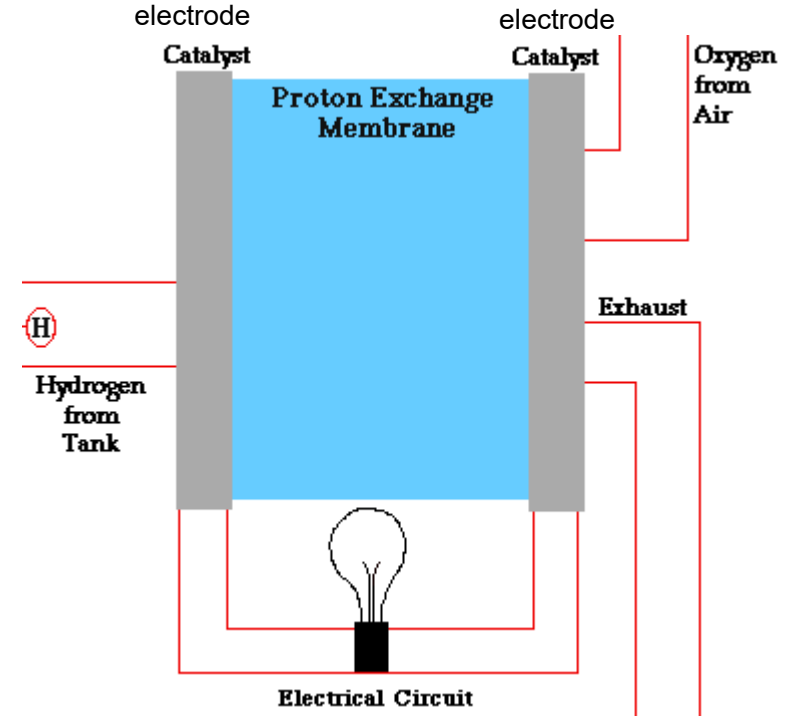 electrode
electrode
Catalyst
Catalyst
Oxygen
from
Air
Proton Exchange
Membrane
Exhaust
H
Hydrogen
from
Tank
Electrical Circuit